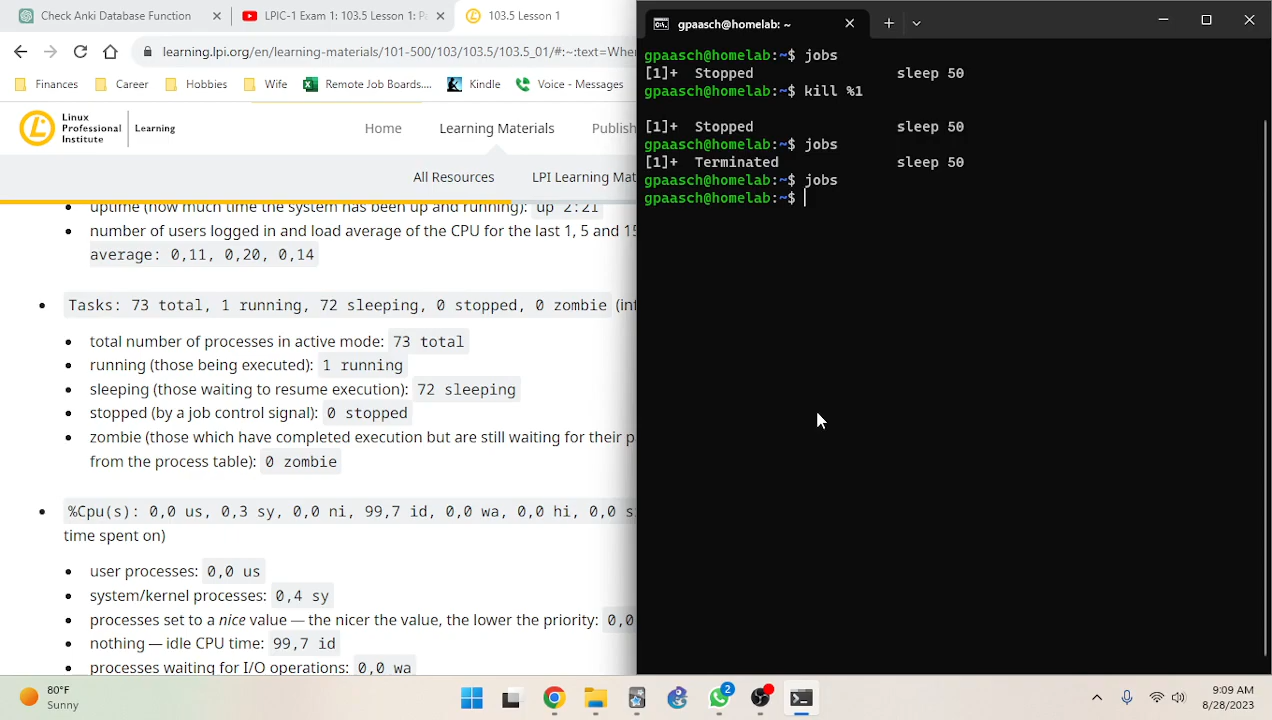 Check Anki Database Function
LPIC-1 Exam 1: 103.5 Lesson 1: Pa
103.5 Lesson 1
learning.lpi.org/en/learning-materials/101-500/103/103.5/103.5_01/#:~:text=Whe
Finances
Career
Hobbies
Wife
Remote Job Boards....
Kindle
Voice - Messages
Linux
Professional
Institute
Learning
Home
Learning Materials
Publish
All Resources
LPI Learning Mat
uptime (how much time the system has been up and running): up 2:21
number of users logged in and load average of the CPU for the last 1, 5 and 15
average: 0,11, 0,20, 0,14
Tasks: 73 total, 1 running, 72 sleeping, 0 stopped, 0 zombie (inf
total number of processes in active mode: 73 total
running (those being executed): 1 running
sleeping (those waiting to resume execution): 72 sleeping
stopped (by a job control signal): 0 stopped
zombie (those which have completed execution but are still waiting for their pa
from the process table): 0 zombie
%Cpu(s): 0,0 us, 0,3 sy, 0,0 ni, 99,7 id, 0,0 wa, 0,0 hi, 0,0 si
time spent on)
user processes: 0,0 us
system/kernel processes: 0,4 sy
processes set to a nice value — the nicer the value, the lower the priority: 0,0
nothing — idle CPU time: 99,7 id
processes waiting for I/O operations: 0,0 wa
gpaasch@homelab: ~
gpaasch@homelab:~$ jobs
[1]+ Stopped sleep 50
gpaasch@homelab:~$ kill %1
[1]+ Stopped sleep 50
gpaasch@homelab:~$ jobs
[1]+ Terminated sleep 50
gpaasch@homelab:~$ jobs
gpaasch@homelab:~$
80°F
Sunny
2
9:09 AM
8/28/2023